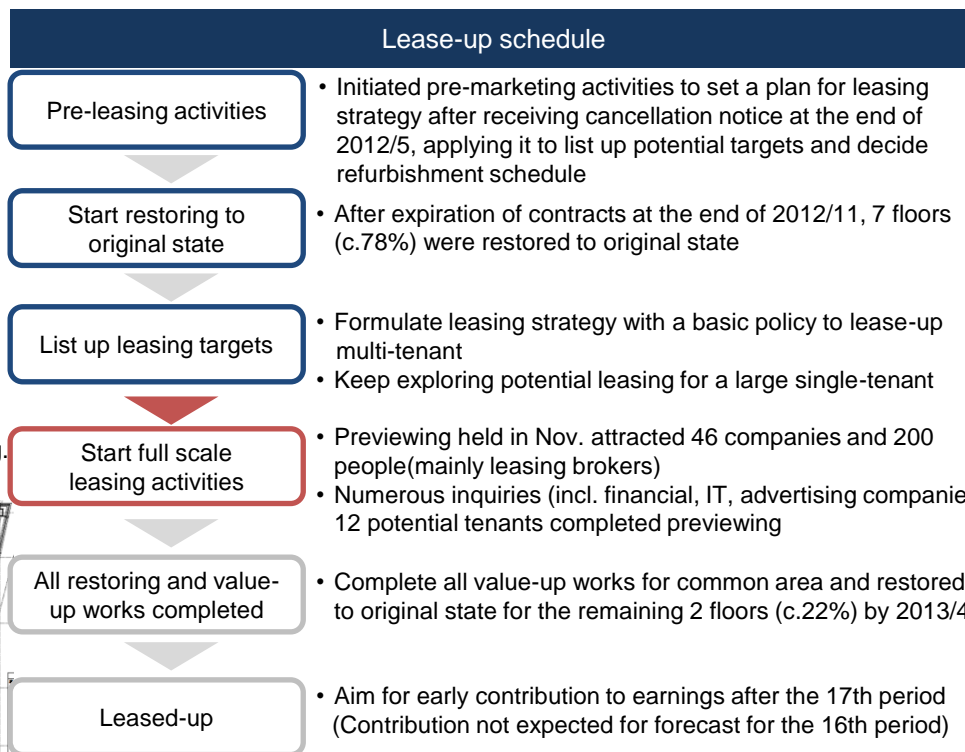 Lease-up schedule
Pre-leasing activities
• Initiated pre-marketing activities to set a plan for leasing
strategy after receiving cancellation notice at the end of
2012/5, applying it to list up potential targets and decide
refurbishment schedule
Start restoring to
original state
• After expiration of contracts at the end of 2012/11, 7 floors
(c.78%) were restored to original state
List up leasing targets
• Formulate leasing strategy with a basic policy to lease-up
multi-tenant
• Keep exploring potential leasing for a large single-tenant
Start full scale
leasing activities
• Previewing held in Nov. attracted 46 companies and 200
people(mainly leasing brokers)
• Numerous inquiries (incl. financial, IT, advertising companie
12 potential tenants completed previewing
All restoring and value-
up works completed
• Complete all value-up works for common area and restored
to original state for the remaining 2 floors (c.22%) by 2013/4
Leased-up
• Aim for early contribution to earnings after the 17th period
(Contribution not expected for forecast for the 16th period)